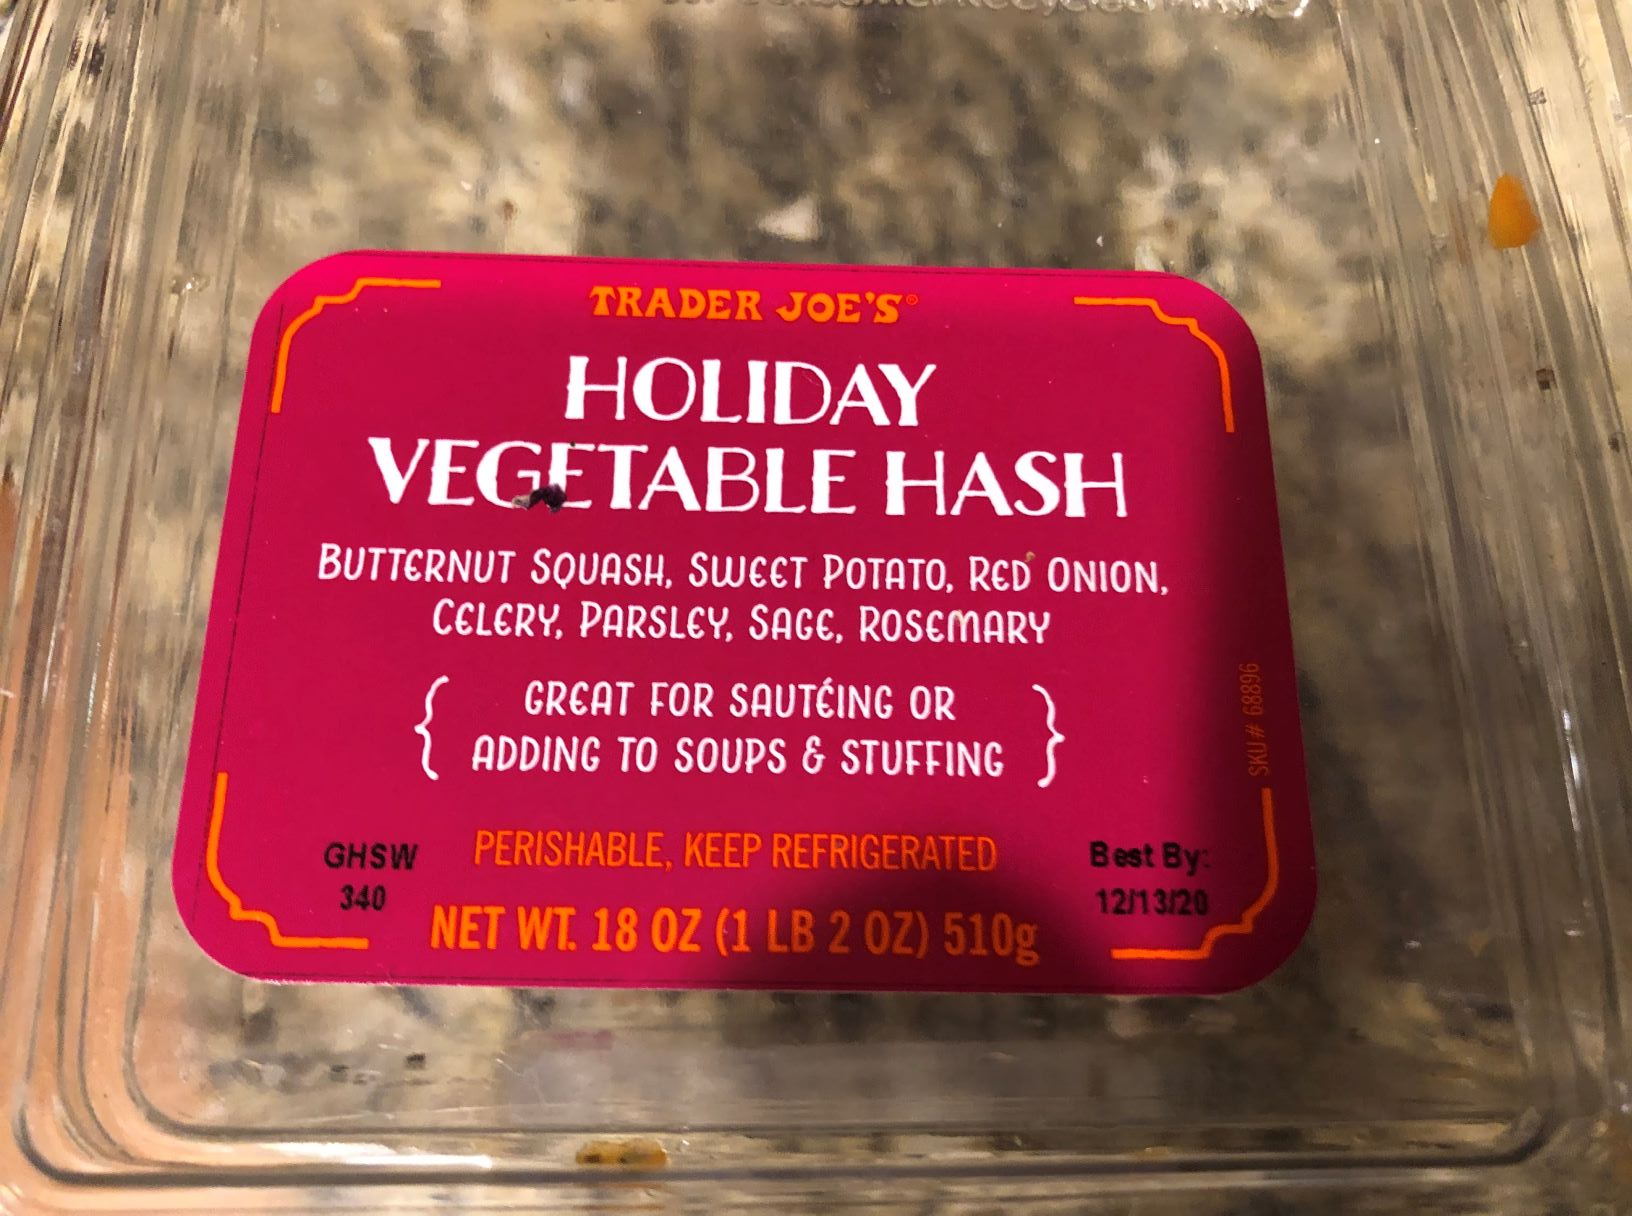 TRADER JOE'S®
HOLIDAY
VEGETABLE HASH
BUTTERNUT SQUASH, SWEET POTATO, RED ONION,
CELERY, PARSLEY, SAGE, ROSEMARY
{ GREAT FOR SAUTÉING OR
ADDING TO SOUPS & STUFFING }
SKU# 68896
PERISHABLE, KEEP REFRIGERATED
GHSW
340
Best By:
12/13/20
NET WT. 18 OZ (1 LB 2 OZ) 510g